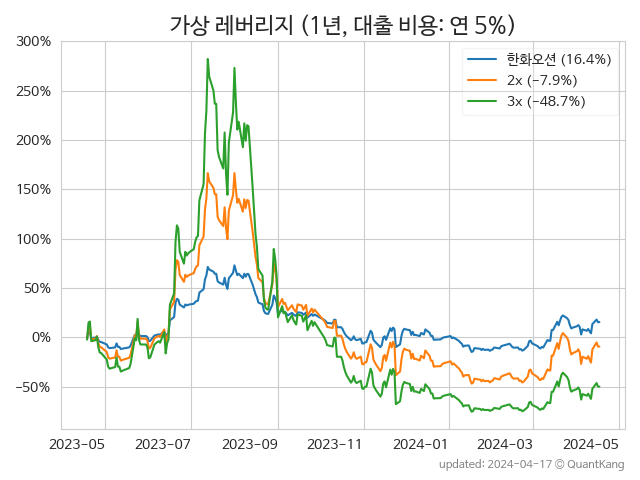 가상 레버리지 (1년, 대출 비용: 연 5%)
300%
250%
200%
150%
100%
50%
0%
−50%
한화오션 (16.4%)
2x (−7.9%)
3x (−48.7%)
2023-05 2023-07 2023-09 2023-11 2024-01 2024-03 2024-05
updated: 2024-04-17 © QuantKang